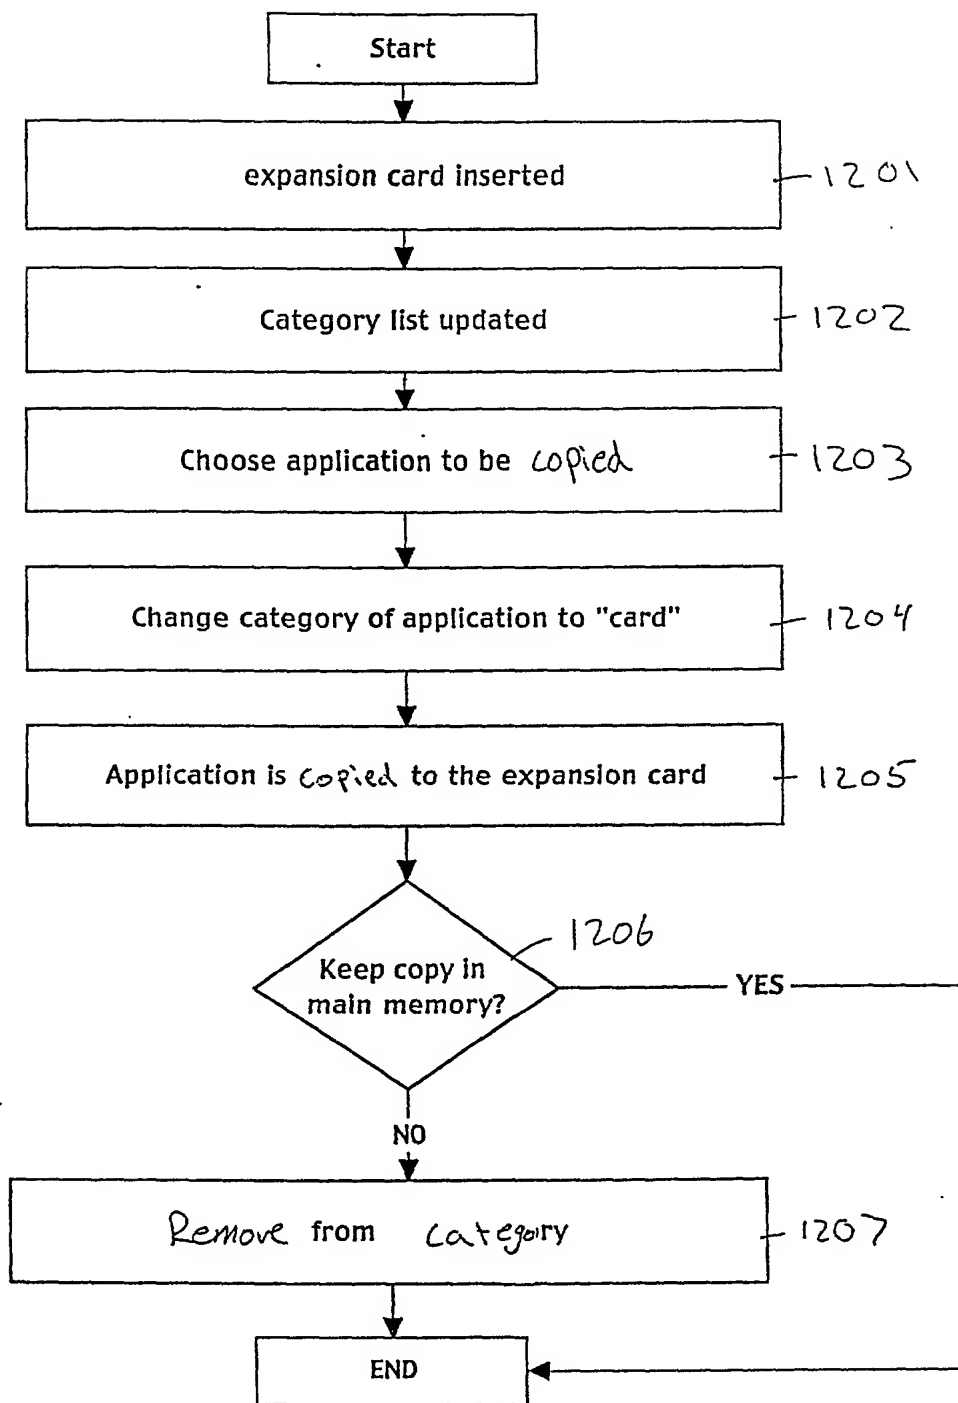 Start
expansion card inserted
1201
Category list updated
1202
Choose application to be copied
1203
Change category of application to "card"
1204
Application is copied to the expansion card
1205
1206
Keep copy in
main memory?
YES
NO
Remove from category
1207
END